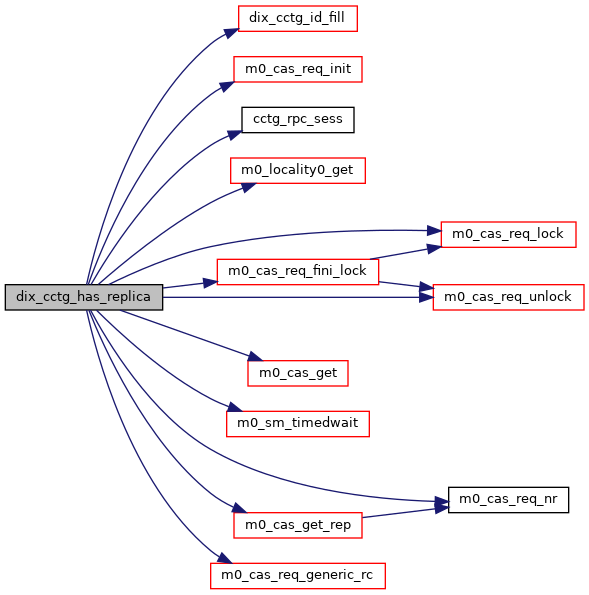 dix_cctg_id_fill
m0_cas_req_init
cctg_rpc_sess
m0_locality0_get
m0_cas_req_lock
m0_cas_req_fini_lock
dix_cctg_has_replica
m0_cas_req_unlock
m0_cas_get
m0_sm_timedwait
m0_cas_req_nr
m0_cas_get_rep
m0_cas_req_generic_rc